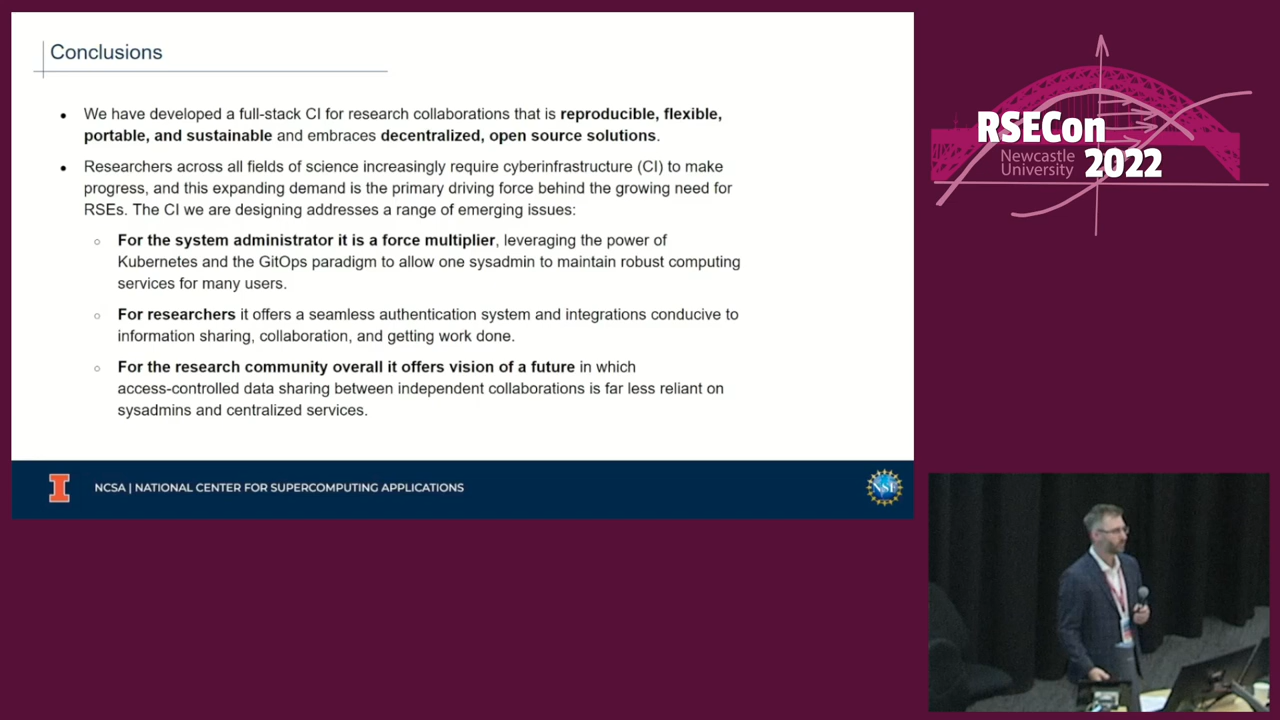 Conclusions
• We have developed a full-stack CI for research collaborations that is reproducible, flexible,
portable, and sustainable and embraces decentralized, open source solutions.
• Researchers across all fields of science increasingly require cyberinfrastructure (CI) to make
progress, and this expanding demand is the primary driving force behind the growing need for
RSEs. The CI we are designing addresses a range of emerging issues:
○ For the system administrator it is a force multiplier, leveraging the power of
Kubernetes and the GitOps paradigm to allow one sysadmin to maintain robust computing
services for many users.
○ For researchers it offers a seamless authentication system and integrations conducive to
information sharing, collaboration, and getting work done.
○ For the research community overall it offers vision of a future in which
access-controlled data sharing between independent collaborations is far less reliant on
sysadmins and centralized services.
NCSA | NATIONAL CENTER FOR SUPERCOMPUTING APPLICATIONS
NSF
RSECon
Newcastle
University
2022